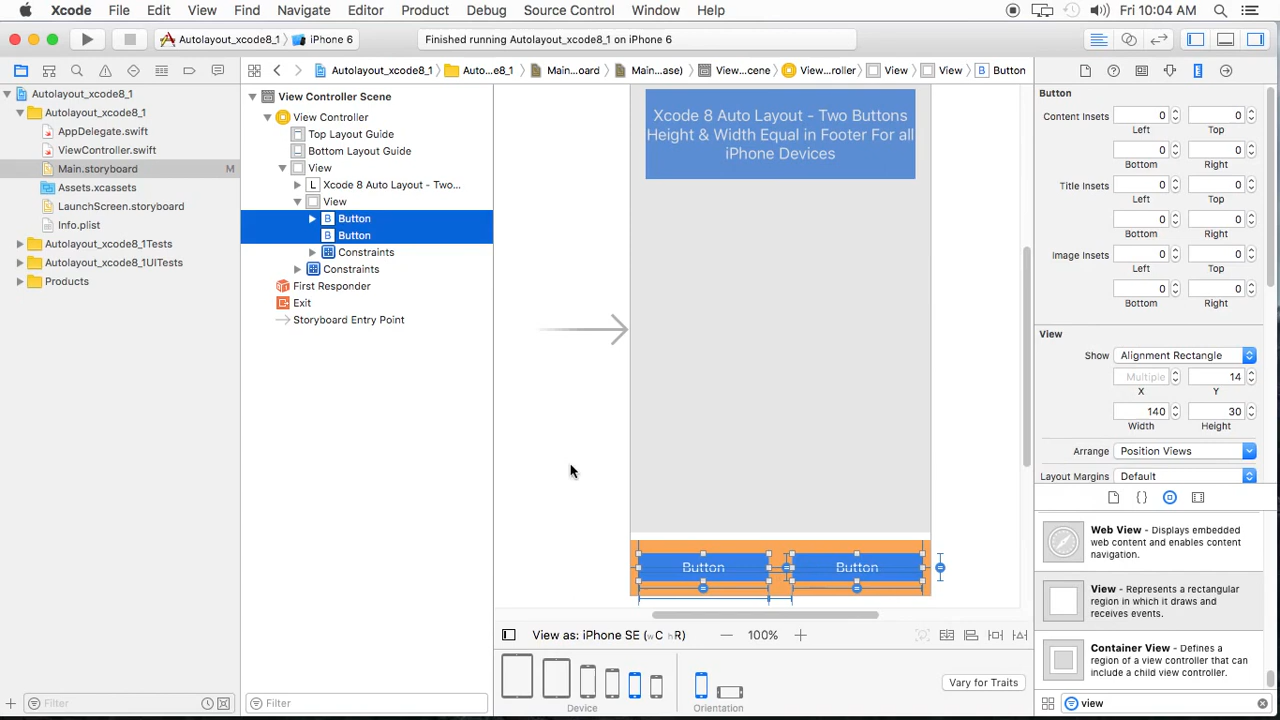 Xcode File Edit View Find Navigate Editor Product Debug Source Control Window Help Fri 10:04 AM
Autolayout_xcode8_1 iPhone 6 Finished running Autolayout_xcode8_1 on iPhone 6
Autolayout_xcode8_1 Auto...e8_1 Main....oard Main....ase) View...cene View...roller View View Button
Autolayout_xcode8_1
Autolayout_xcode8_1
AppDelegate.swift
ViewController.swift
Main.storyboard M
Assets.xcassets
LaunchScreen.storyboard
Info.plist
Autolayout_xcode8_1Tests
Autolayout_xcode8_1UITests
Products
Filter
View Controller Scene
View Controller
Top Layout Guide
Bottom Layout Guide
View
L Xcode 8 Auto Layout - Two...
View
B Button
B Button
Constraints
Constraints
First Responder
Exit
Storyboard Entry Point
Filter
Xcode 8 Auto Layout - Two Buttons
Height & Width Equal in Footer For all
iPhone Devices
Button Button
View as: iPhone SE (wC hR) 100%
Device Orientation
Vary for Traits
Button
Content Insets 0 0
Left Top
0 0
Bottom Right
Title Insets 0 0
Left Top
0 0
Bottom Right
Image Insets 0 0
Left Top
0 0
Bottom Right
View
Show Alignment Rectangle
Multiple 14
X Y
140 30
Width Height
Arrange Position Views
Layout Margins Default
Web View - Displays embedded
web content and enables content
navigation.
View - Represents a rectangular
region in which it draws and
receives events.
Container View - Defines a
region of a view controller that can
include a child view controller.
view